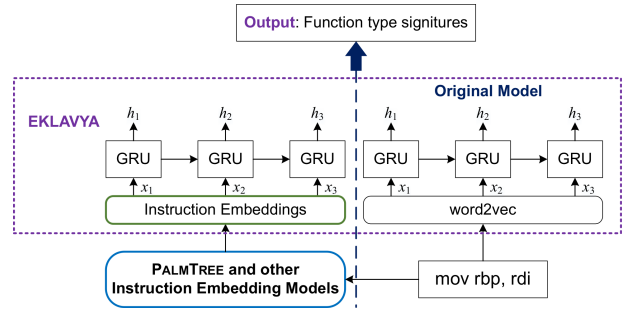 Output: Function type signitures
Original Model
EKLAVYA
h1 h2 h3 h1 h2 h3
GRU GRU GRU GRU GRU GRU
x1 x2 x3 x1 x2 x3
Instruction Embeddings
word2vec
PALMTREE and other
Instruction Embedding Models
mov rbp, rdi